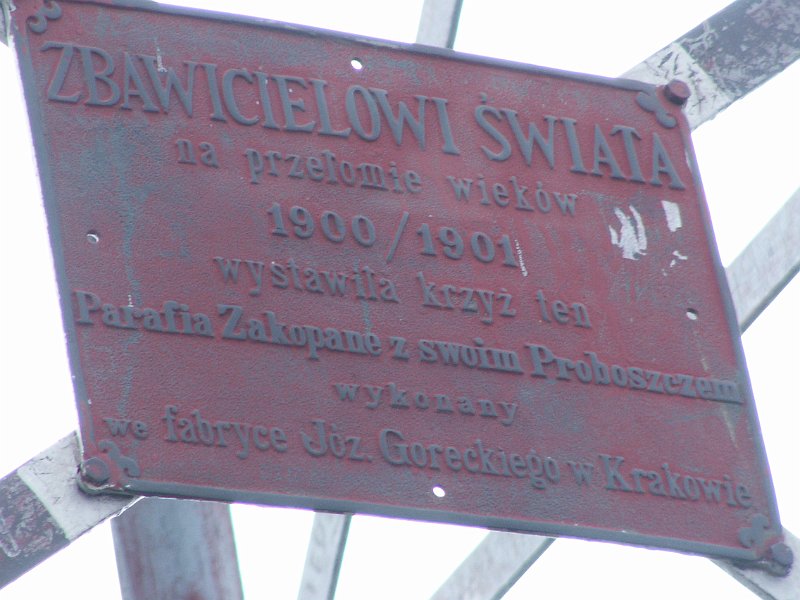 ZBAWICIELOWI ŚWIATA
na przełomie wieków
1900/1901
wystawiła krzyż ten
Parafia Zakopane z swoim Proboszczem
wykonany
we fabryce Józ. Goreckiego w Krakowie